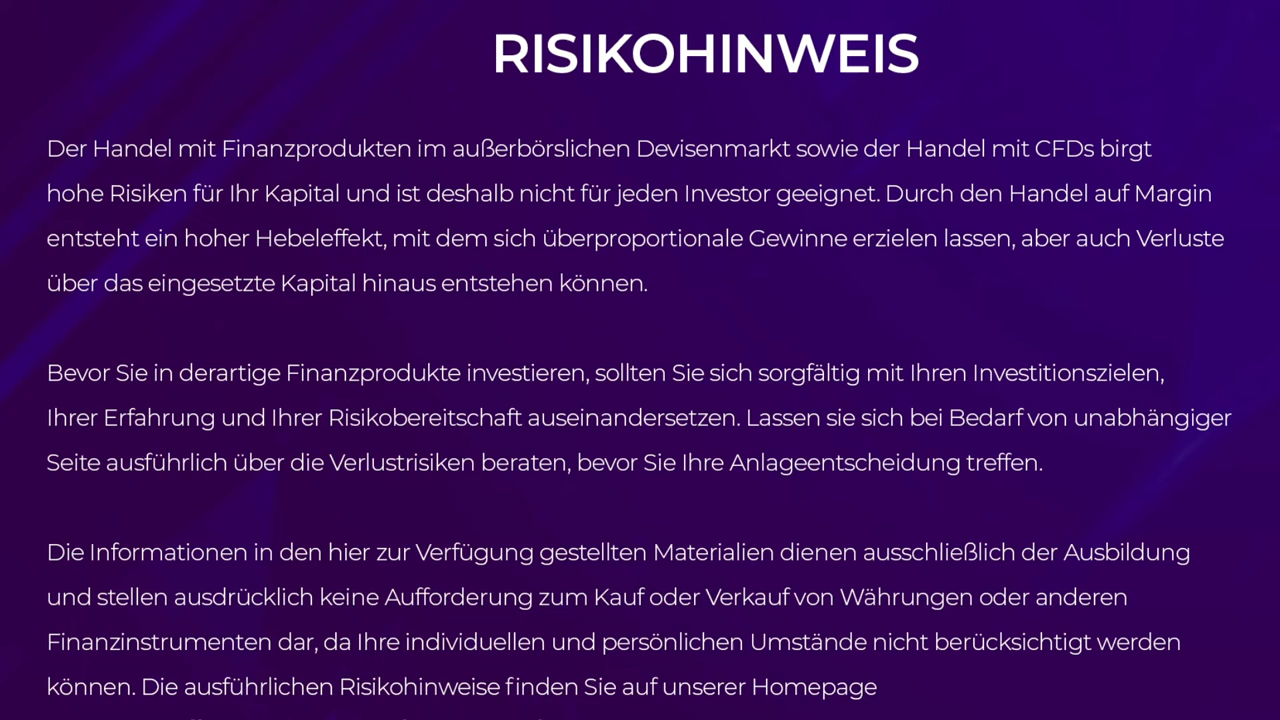 RISIKOHINWEIS
Der Handel mit Finanzprodukten im außerbörslichen Devisenmarkt sowie der Handel mit CFDs birgt
hohe Risiken für Ihr Kapital und ist deshalb nicht für jeden Investor geeignet. Durch den Handel auf Margin
entsteht ein hoher Hebeleffekt, mit dem sich überproportionale Gewinne erzielen lassen, aber auch Verluste
über das eingesetzte Kapital hinaus entstehen können.
Bevor Sie in derartige Finanzprodukte investieren, sollten Sie sich sorgfältig mit Ihren Investitionszielen,
Ihrer Erfahrung und Ihrer Risikobereitschaft auseinandersetzen. Lassen sie sich bei Bedarf von unabhängiger
Seite ausführlich über die Verlustrisiken beraten, bevor Sie Ihre Anlageentscheidung treffen.
Die Informationen in den hier zur Verfügung gestellten Materialien dienen ausschließlich der Ausbildung
und stellen ausdrücklich keine Aufforderung zum Kauf oder Verkauf von Währungen oder anderen
Finanzinstrumenten dar, da Ihre individuellen und persönlichen Umstände nicht berücksichtigt werden
können. Die ausführlichen Risikohinweise finden Sie auf unserer Homepage